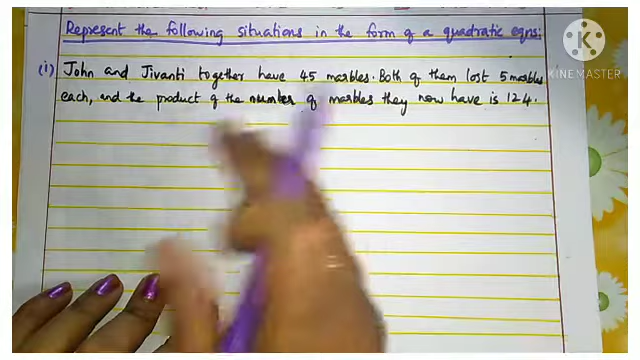 Represent the following situations in the form of a quadratic eqns:
(i) John and Jivanti together have 45 marbles. Both of them lost 5 marbles
each, and the product of the number of marbles they now have is 124.
KINEMASTER